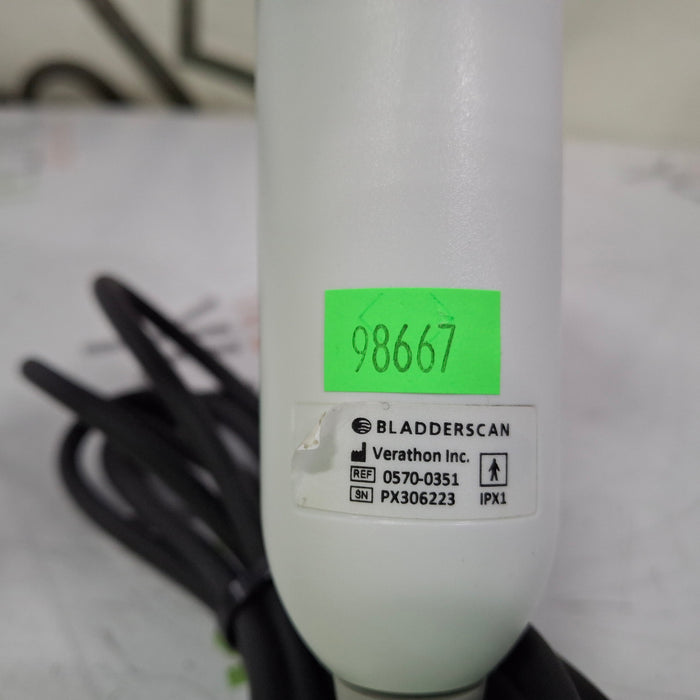 98667
BLADDERSCAN
Verathon Inc.
REF 0570-0351
SN PX306223 IPX1